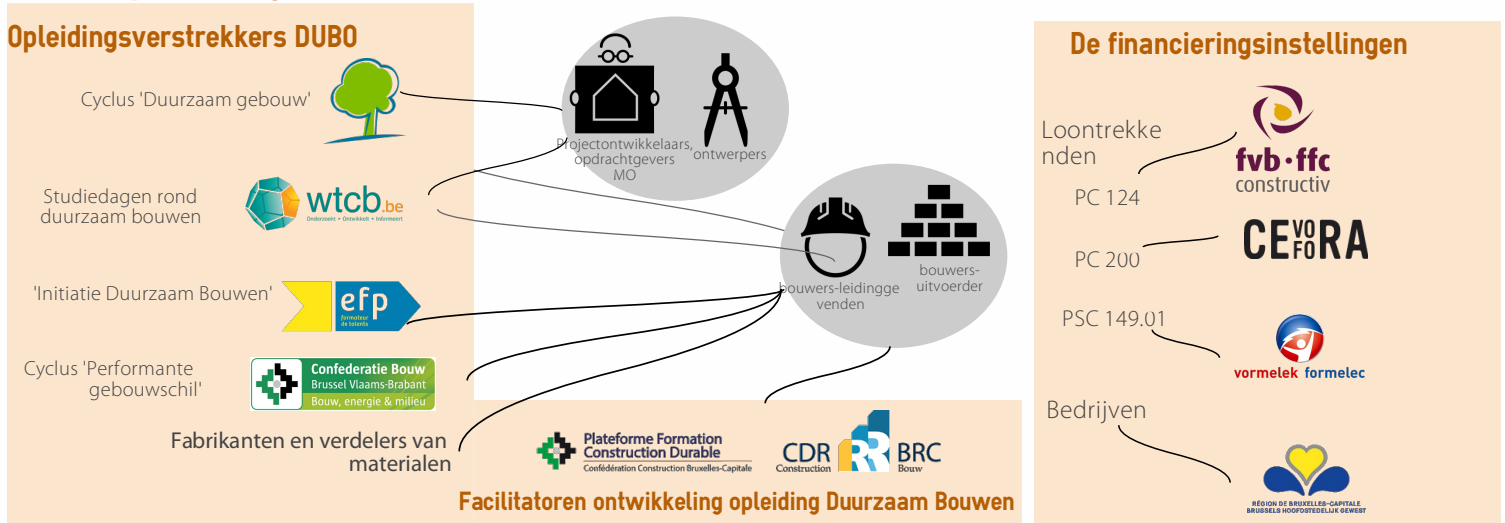 Opleidingsverstrekkers DUBO
Cyclus 'Duurzaam gebouw'
Studiedagen rond
duurzaam bouwen
wtcb.be
Onderzoekt • Ontwikkelt • Informeert
'Initiatie Duurzaam Bouwen'
efp
formateur
de talents
Cyclus 'Performante
gebouwschil'
Confederatie Bouw
Brussel Vlaams-Brabant
Bouw, energie & milieu
Fabrikanten en verdelers van
materialen
Projectontwikkelaars,
opdrachtgevers
MO
ontwerpers
bouwers-leidingge
venden
bouwers-
uitvoerder
Plateforme Formation
Construction Durable
Confédération Construction Bruxelles-Capitale
CDR
Construction
BRC
Bouw
Facilitatoren ontwikkeling opleiding Duurzaam Bouwen
De financieringsinstellingen
Loontrekke
nden
fvb·ffc
constructiv
PC 124
CEVOFORA
PC 200
PSC 149.01
vormelek formelec
Bedrijven
RÉGION DE BRUXELLES-CAPITALE
BRUSSELS HOOFDSTEDELIJK GEWEST